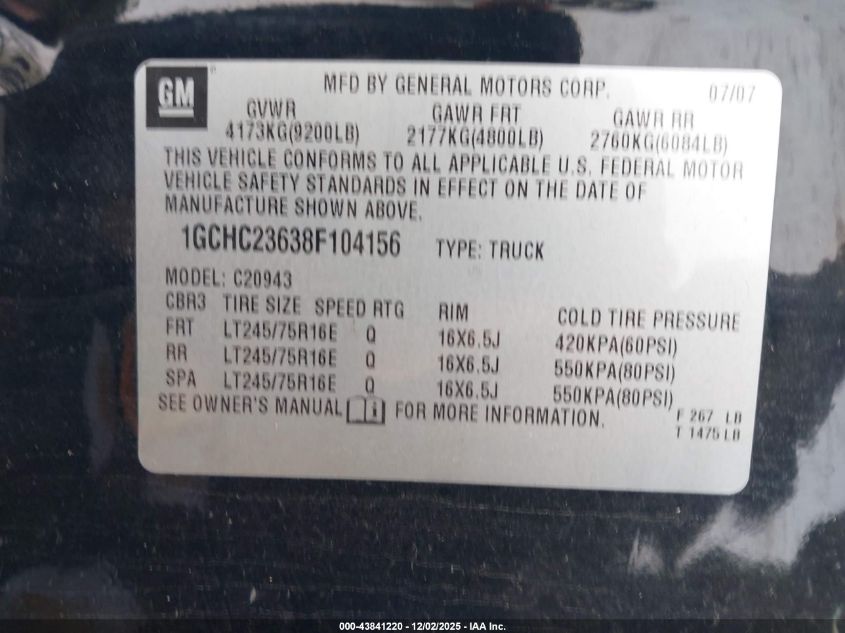 GM
MFD BY GENERAL MOTORS CORP. 07/07
GVWR GAWR FRT GAWR RR
4173KG(9200LB) 2177KG(4800LB) 2760KG(6084LB)
THIS VEHICLE CONFORMS TO ALL APPLICABLE U.S. FEDERAL MOTOR
VEHICLE SAFETY STANDARDS IN EFFECT ON THE DATE OF
MANUFACTURE SHOWN ABOVE.
1GCHC23638F104156 TYPE: TRUCK
MODEL: C20943
CBR3 TIRE SIZE SPEED RTG RIM COLD TIRE PRESSURE
FRT LT245/75R16E Q 16X6.5J 420KPA(60PSI)
RR LT245/75R16E Q 16X6.5J 550KPA(80PSI)
SPA LT245/75R16E Q 16X6.5J 550KPA(80PSI)
SEE OWNER'S MANUAL FOR MORE INFORMATION.
F 267 LB
T 1475 LB
000-43841220 - 12/02/2025 - IAA Inc.